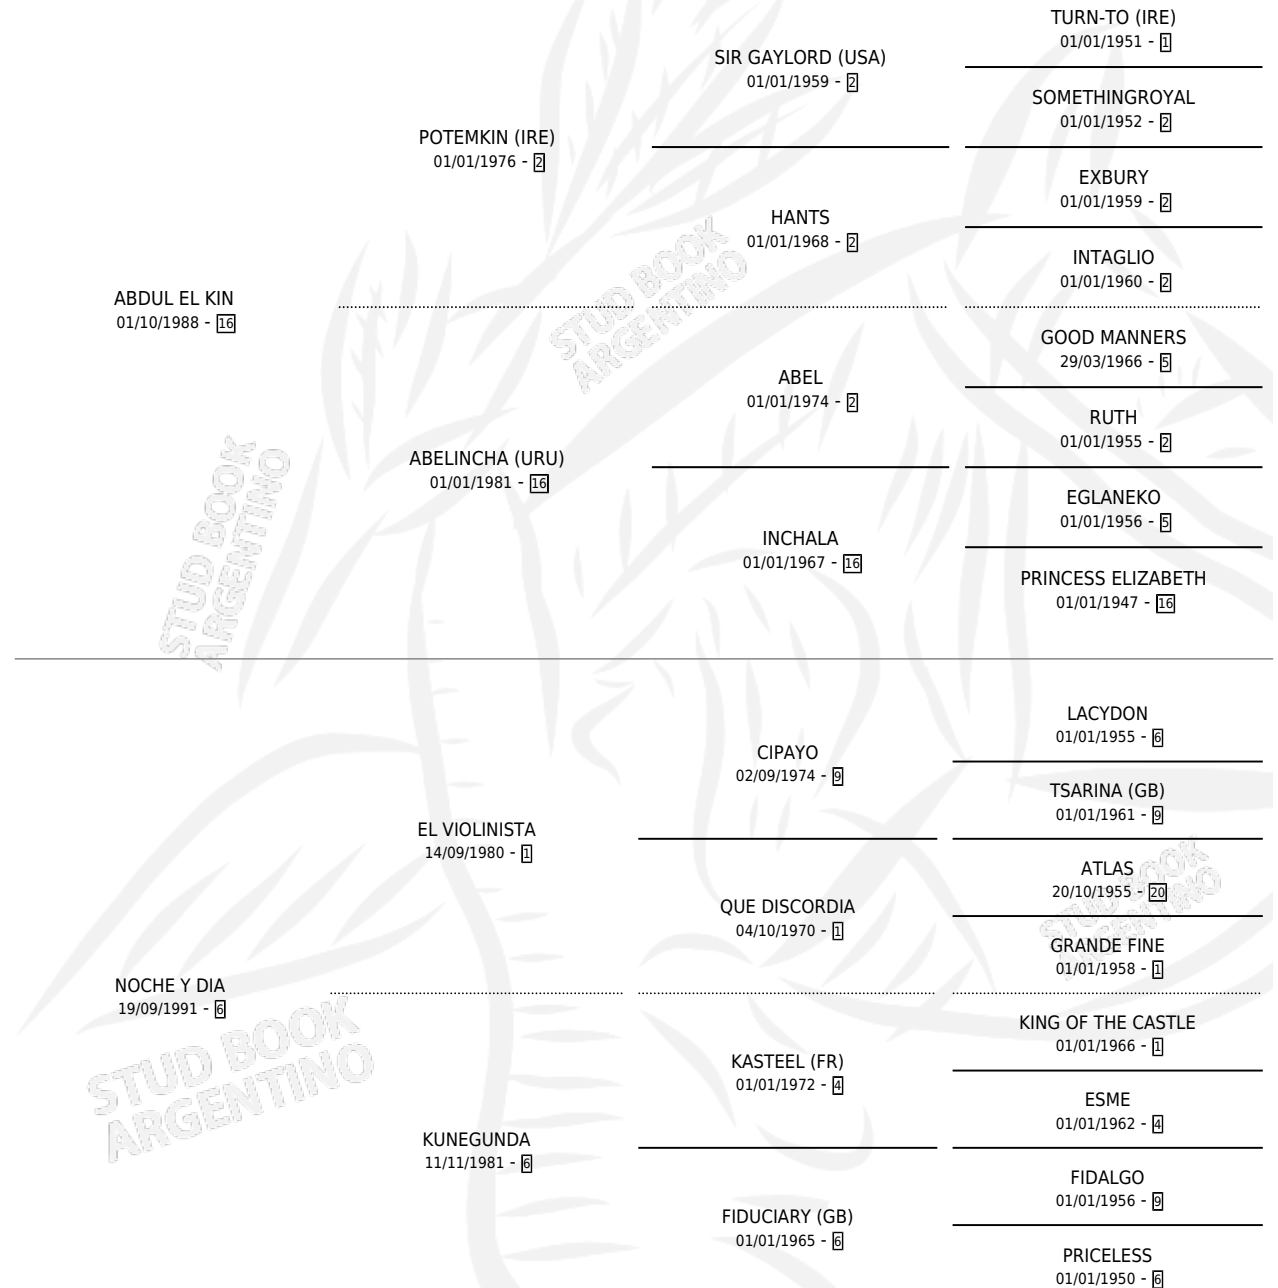 TURN-TO (IRE)
01/01/1951 - 1
SIR GAYLORD (USA)
01/01/1959 - 2
SOMETHINGROYAL
01/01/1952 - 2
POTEMKIN (IRE)
01/01/1976 - 2
EXBURY
01/01/1959 - 2
HANTS
01/01/1968 - 2
INTAGLIO
01/01/1960 - 2
ABDUL EL KIN
01/10/1988 - 16
GOOD MANNERS
29/03/1966 - 5
ABEL
01/01/1974 - 2
RUTH
01/01/1955 - 2
ABELINCHA (URU)
01/01/1981 - 16
EGLANEKO
01/01/1956 - 5
INCHALA
01/01/1967 - 16
PRINCESS ELIZABETH
01/01/1947 - 16
LACYDON
01/01/1955 - 6
CIPAYO
02/09/1974 - 9
TSARINA (GB)
01/01/1961 - 9
EL VIOLINISTA
14/09/1980 - 1
ATLAS
20/10/1955 - 20
QUE DISCORDIA
04/10/1970 - 1
GRANDE FINE
01/01/1958 - 1
NOCHE Y DIA
19/09/1991 - 6
KING OF THE CASTLE
01/01/1966 - 1
KASTEEL (FR)
01/01/1972 - 4
ESME
01/01/1962 - 4
KUNEGUNDA
11/11/1981 - 6
FIDALGO
01/01/1956 - 9
FIDUCIARY (GB)
01/01/1965 - 6
PRICELESS
01/01/1950 - 6
STUD BOOK
ARGENTINO
STUD BOOK
ARGENTINO
STUD BOOK
ARGENTINO
STUD BOOK
ARGENTINO